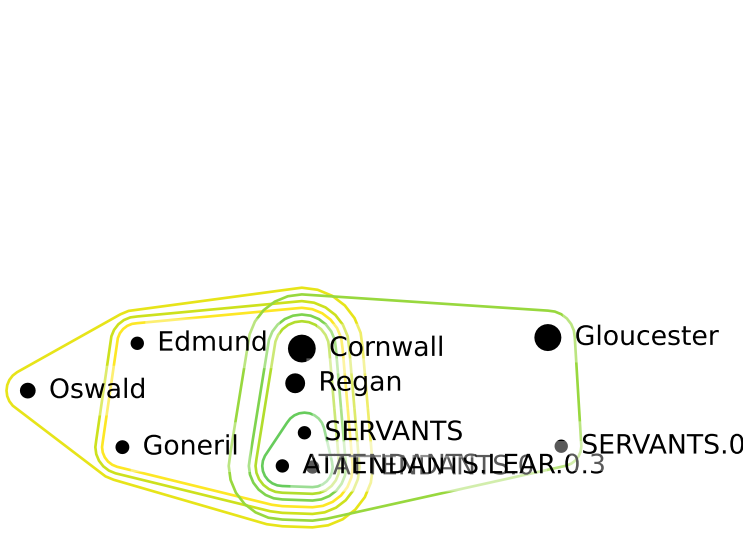 Gloucester
Edmund
Cornwall
Regan
Oswald
SERVANTS
Goneril
SERVANTS.0